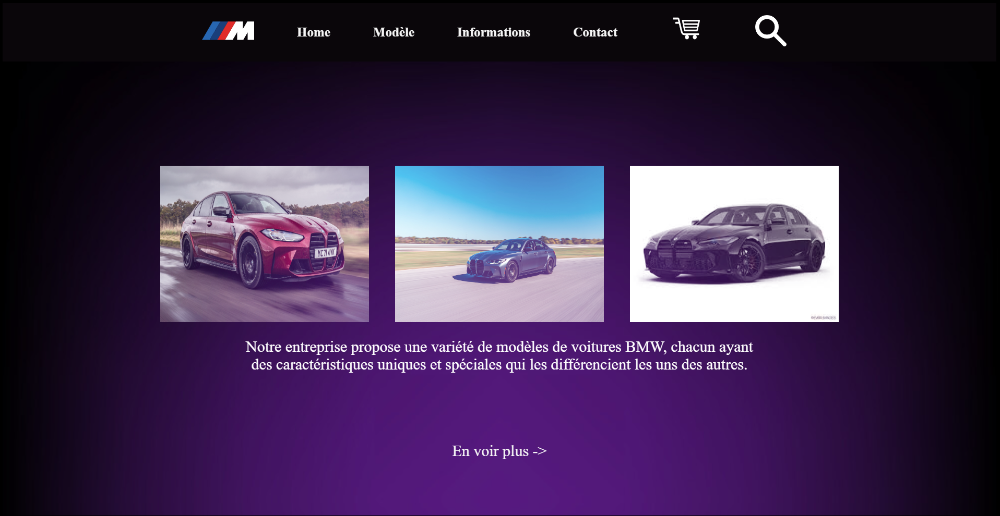 M
Home
Modèle
Informations
Contact
YC71 AVK
Notre entreprise propose une variété de modèles de voitures BMW, chacun ayant
des caractéristiques uniques et spéciales qui les différencient les uns des autres.
En voir plus ->